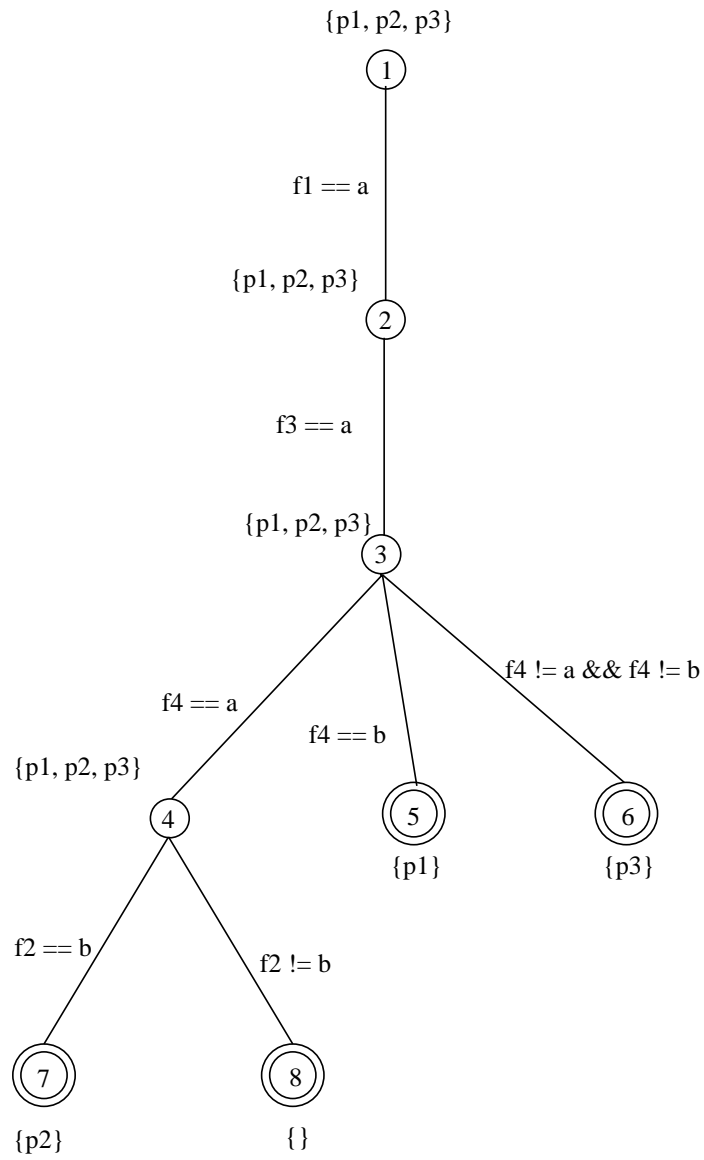 {p1, p2, p3}
1
f1 == a
{p1, p2, p3}
2
f3 == a
{p1, p2, p3}
3
f4 != a && f4 != b
f4 == a
f4 == b
{p1, p2, p3}
4
5
6
{p1}
{p3}
f2 == b
f2 != b
7
8
{p2}
{}